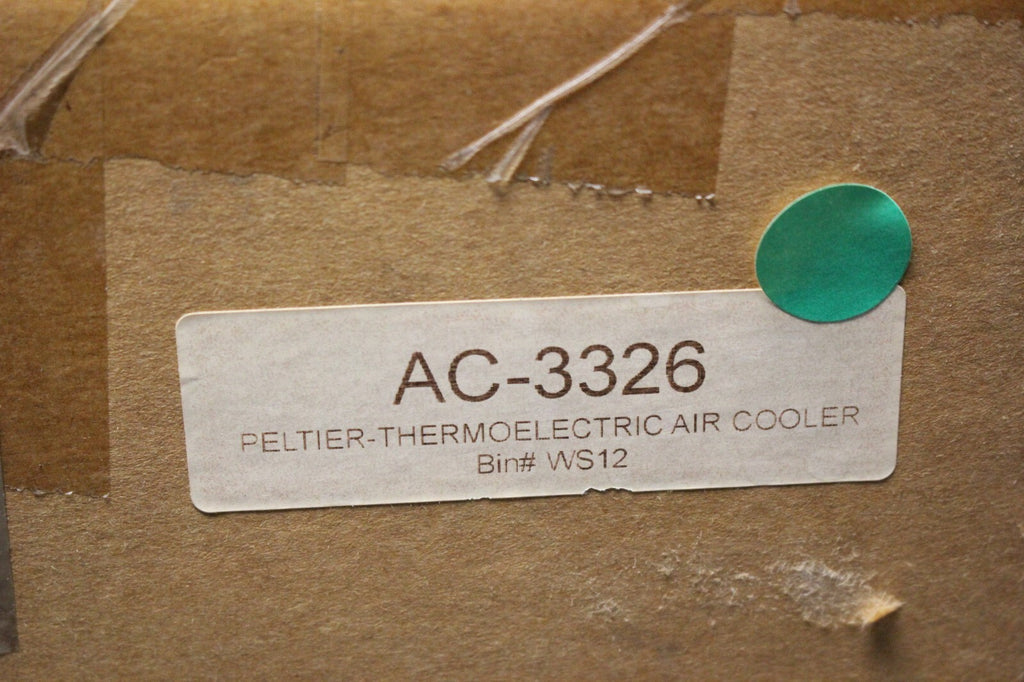 AC-3326
PELTIER-THERMOELECTRIC AIR COOLER
Bin# WS12